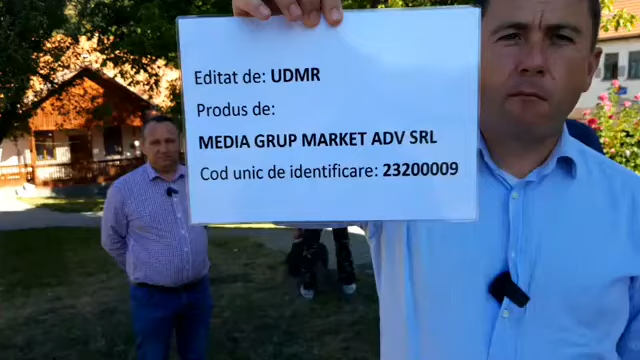 Editat de: UDMR
Produs de:
MEDIA GRUP MARKET ADV SRL
Cod unic de identificare: 23200009